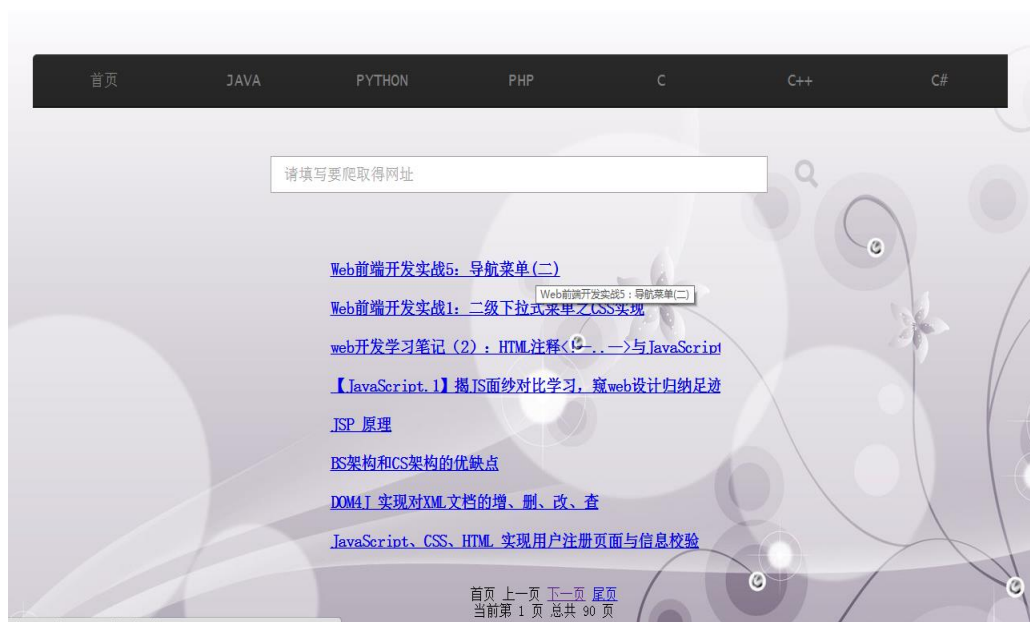 首页 JAVA PYTHON PHP C C++ C#
请填写要爬取得网址
Web前端开发实战5：导航菜单(二)
Web前端开发实战5：导航菜单(二)
Web前端开发实战1：二级下拉式菜单之CSS实现
web开发学习笔记（2）：HTML注释<!--..-->与JavaScript
【JavaScript.1】揭JS面纱对比学习，窥web设计归纳足迹
JSP 原理
BS架构和CS架构的优缺点
DOM4J 实现对XML文档的增、删、改、查
JavaScript、CSS、HTML 实现用户注册页面与信息校验
首页 上一页 下一页 尾页
当前第 1 页 总共 90 页